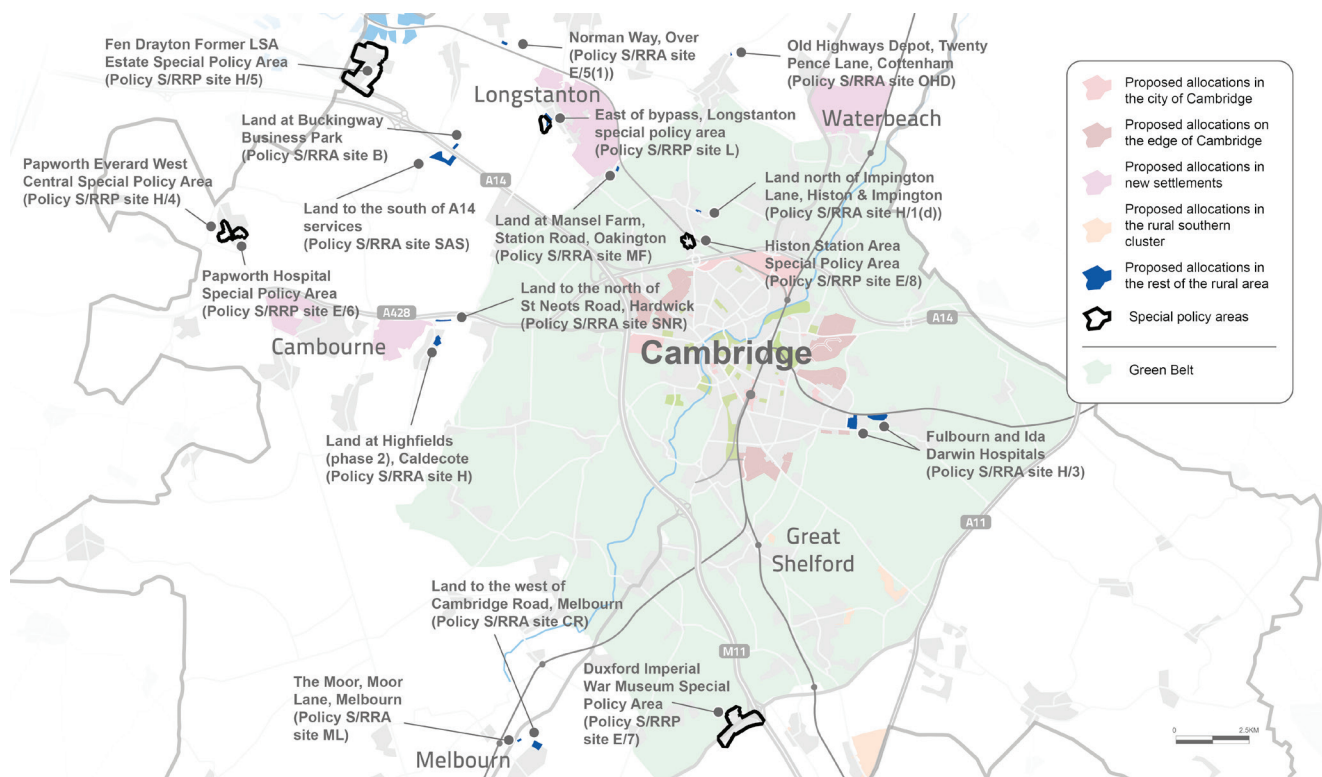 Fen Drayton Former LSA
Estate Special Policy Area
(Policy S/RRP site H/5)
Norman Way, Over
(Policy S/RRA site
E/5(1))
Old Highways Depot, Twenty
Pence Lane, Cottenham
(Policy S/RRA site OHD)
Longstanton
Land at Buckingway
Business Park
(Policy S/RRA site B)
East of bypass, Longstanton
special policy area
(Policy S/RRP site L)
Waterbeach
Papworth Everard West
Central Special Policy Area
(Policy S/RRP site H/4)
A14
Land to the south of A14
services
(Policy S/RRA site SAS)
Land at Mansel Farm,
Station Road, Oakington
(Policy S/RRA site MF)
Land north of Impington
Lane, Histon & Impington
(Policy S/RRA site H/1(d))
Histon Station Area
Special Policy Area
(Policy S/RRP site E/8)
Papworth Hospital
Special Policy Area
(Policy S/RRP site E/6)
Land to the north of
St Neots Road, Hardwick
(Policy S/RRA site SNR)
A428
A14
Cambourne
Cambridge
Land at Highfields
(phase 2), Caldecote
(Policy S/RRA site H)
Fulbourn and Ida
Darwin Hospitals
(Policy S/RRA site H/3)
A11
Great
Shelford
Land to the west of
Cambridge Road, Melbourn
(Policy S/RRA site CR)
M11
The Moor, Moor
Lane, Melbourn
(Policy S/RRA
site ML)
Duxford Imperial
War Museum Special
Policy Area
(Policy S/RRP
site E/7)
Melbourn
Proposed allocations in
the city of Cambridge
Proposed allocations on
the edge of Cambridge
Proposed allocations in
new settlements
Proposed allocations in
the rural southern
cluster
Proposed allocations in
the rest of the rural area
Special policy areas
Green Belt
0 2.5KM